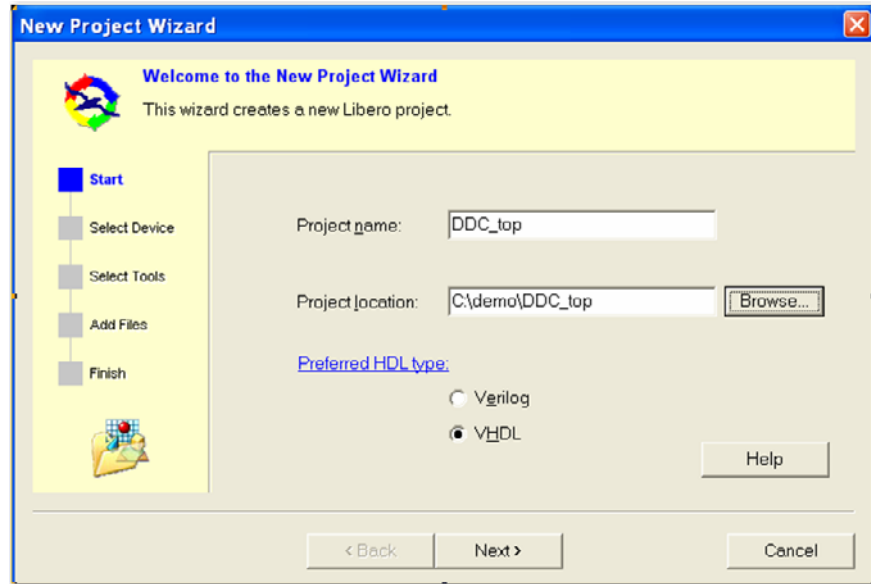 New Project Wizard
Welcome to the New Project Wizard
This wizard creates a new Libero project.
Start
Select Device
Select Tools
Add Files
Finish
Project name:
DDC_top
Project location:
C:\demo\DDC_top
Browse...
Preferred HDL type:
Verilog
VHDL
Help
< Back
Next >
Cancel